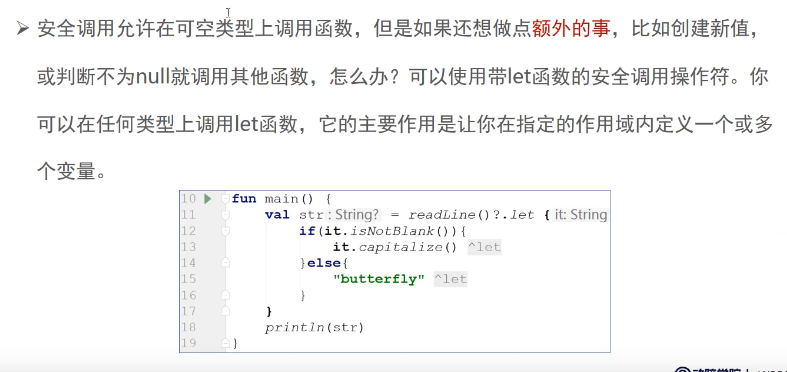 ➢ 安全调用允许在可空类型上调用函数，但是如果还想做点额外的事，比如创建新值，
或判断不为null就调用其他函数，怎么办？可以使用带let函数的安全调用操作符。你
可以在任何类型上调用let函数，它的主要作用是让你在指定的作用域内定义一个或多
个变量。
10 fun main() {
11 val str: String? = readLine()?.let { it: String
12 if(it.isNotBlank()){
13 it.capitalize() ^let
14 }else{
15 "butterfly" ^let
16 }
17 }
18 println(str)
19 }